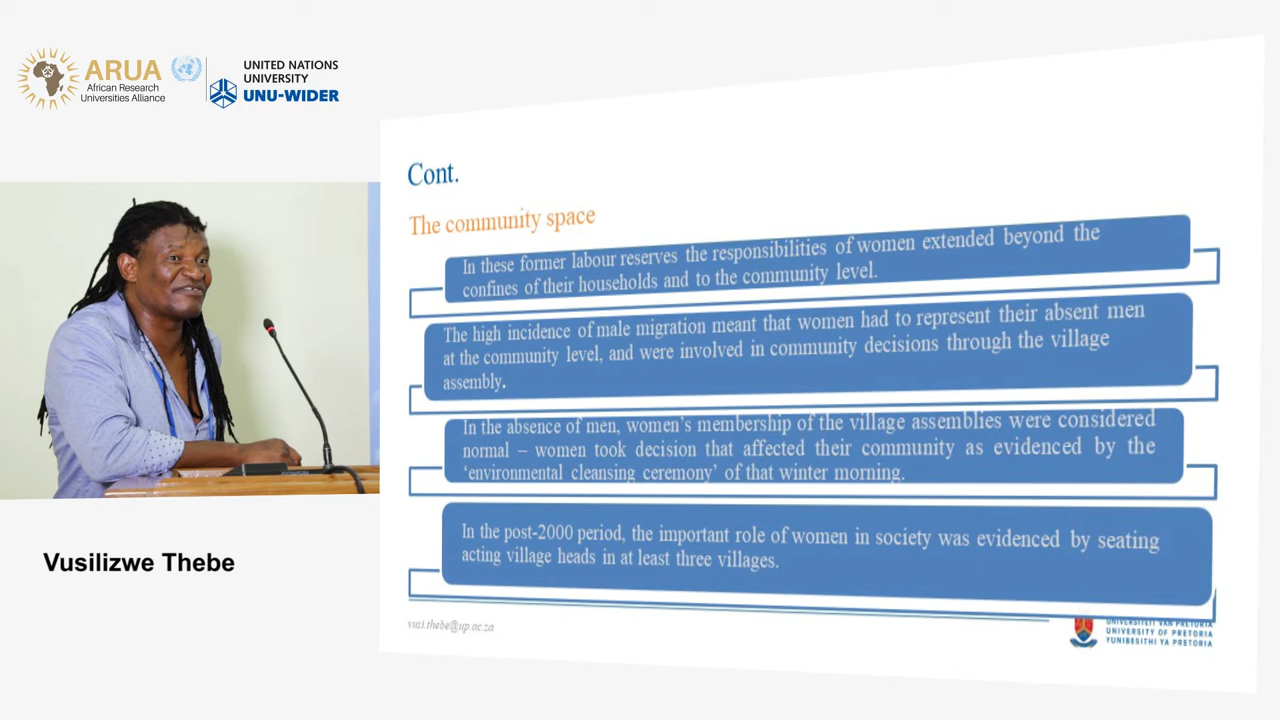 ARUA
African Research
Universities Alliance
UNITED NATIONS
UNIVERSITY
UNU-WIDER
Cont.
The community space
In these former labour reserves the responsibilities of women extended beyond the
confines of their households and to the community level.
The high incidence of male migration meant that women had to represent their absent men
at the community level, and were involved in community decisions through the village
assembly.
In the absence of men, women's membership of the village assemblies were considered
normal – women took decision that affected their community as evidenced by the
'environmental cleansing ceremony' of that winter morning.
In the post-2000 period, the important role of women in society was evidenced by seating
acting village heads in at least three villages.
Vusilizwe Thebe
vusi.thebe@up.ac.za
UNIVERSITEIT VAN PRETORIA
UNIVERSITY OF PRETORIA
YUNIBESITHI YA PRETORIA